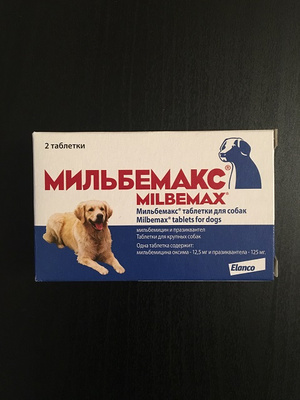 2 таблетки
МИЛЬБЕМАКС®
MILBEMAX®
Мильбемакс® таблетки для собак
Milbemax® tablets for dogs
мильбемицин и празиквантел
Таблетки для крупных собак
Одна таблетка содержит:
мильбемицина оксима - 12,5 мг и празиквантела - 125 мг
Elanco